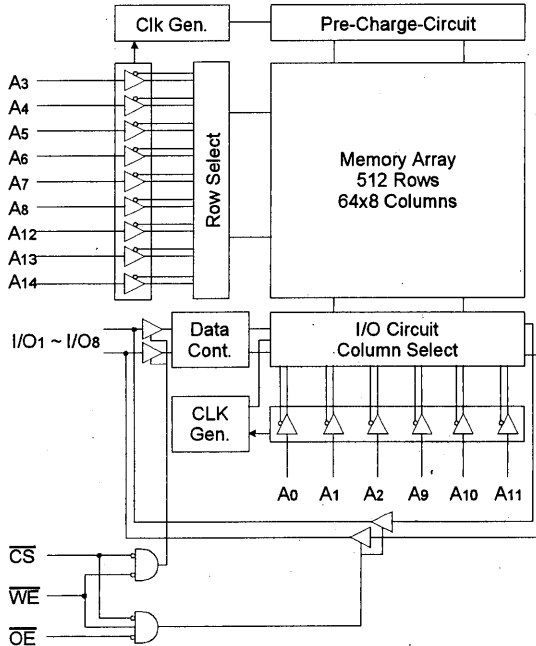 Clk Gen.
Pre-Charge-Circuit
A3
A4
A5
A6
A7
A8
A12
A13
A14
Row Select
Memory Array
512 Rows
64x8 Columns
I/O1 ~ I/O8
Data
Cont.
I/O Circuit
Column Select
CLK
Gen.
A0 A1 A2 A9 A10 A11
CS
WE
OE